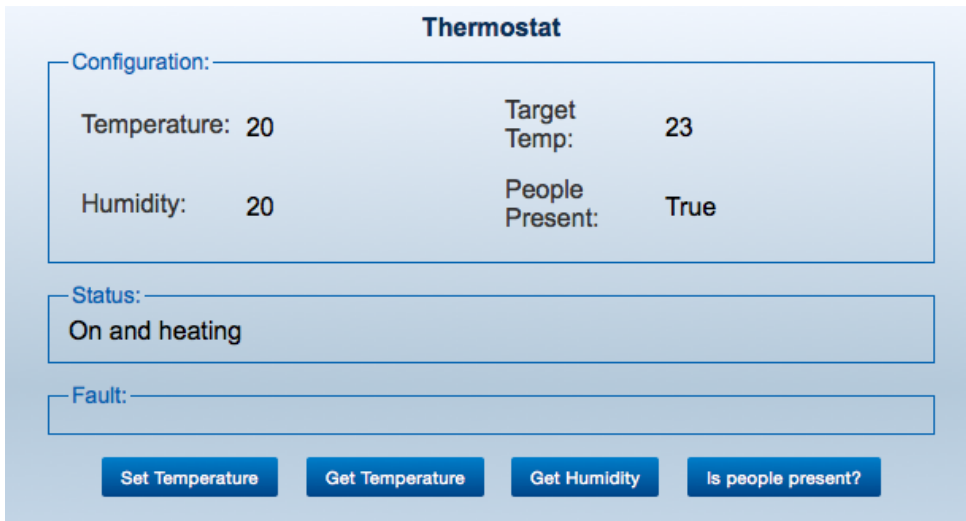 Thermostat
Configuration:
Temperature: 20
Target
Temp: 23
Humidity: 20
People
Present: True
Status:
On and heating
Fault:
Set Temperature Get Temperature Get Humidity Is people present?